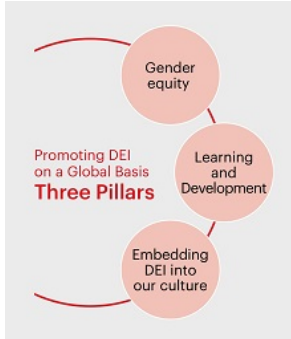 Gender
equity
Promoting DEI
on a Global Basis
Three Pillars
Learning
and
Development
Embedding
DEI into
our culture